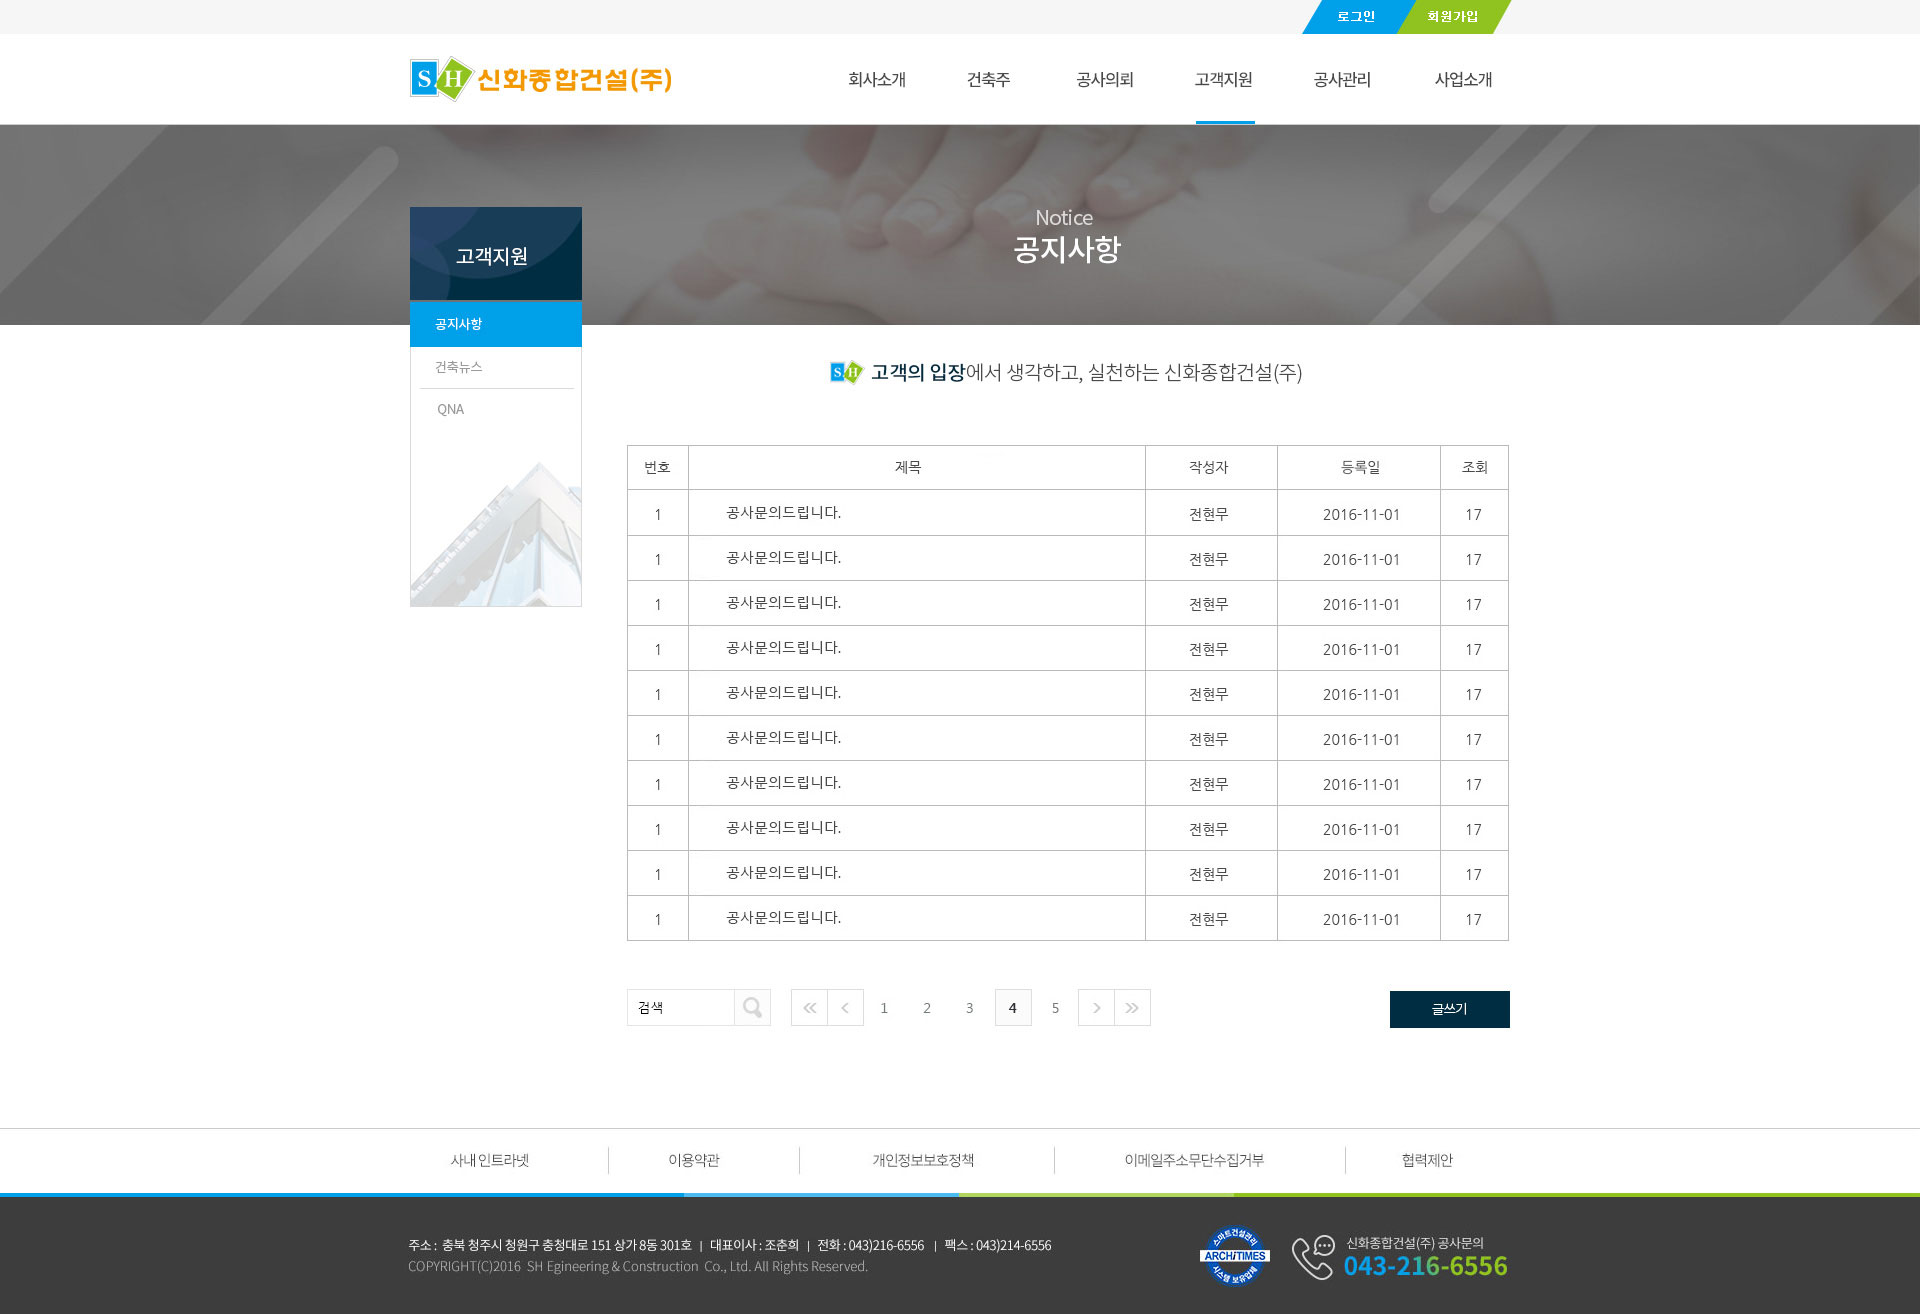 로그인 회원가입
SH 신화종합건설(주)
회사소개 건축주 공사의뢰 고객지원 공사관리 사업소개
Notice
공지사항
고객지원
공지사항
건축뉴스
QNA
SH 고객의 입장에서 생각하고, 실천하는 신화종합건설(주)
번호 제목 작성자 등록일 조회
1 공사문의드립니다. 전현무 2016-11-01 17
1 공사문의드립니다. 전현무 2016-11-01 17
1 공사문의드립니다. 전현무 2016-11-01 17
1 공사문의드립니다. 전현무 2016-11-01 17
1 공사문의드립니다. 전현무 2016-11-01 17
1 공사문의드립니다. 전현무 2016-11-01 17
1 공사문의드립니다. 전현무 2016-11-01 17
1 공사문의드립니다. 전현무 2016-11-01 17
1 공사문의드립니다. 전현무 2016-11-01 17
1 공사문의드립니다. 전현무 2016-11-01 17
검색 1 2 3 4 5 글쓰기
사내인트라넷 이용약관 개인정보보호정책 이메일주소무단수집거부 협력제안
주소 : 충북 청주시 청원구 충청대로 151 상가 8동 301호 | 대표이사 : 조춘희 | 전화 : 043)216-6556 | 팩스 : 043)214-6556
COPYRIGHT(C)2016 SH Egineering & Construction Co., Ltd. All Rights Reserved.
스마트건설관리
ARCHiTIMES
시스템 보유업체
신화종합건설(주) 공사문의
043-216-6556